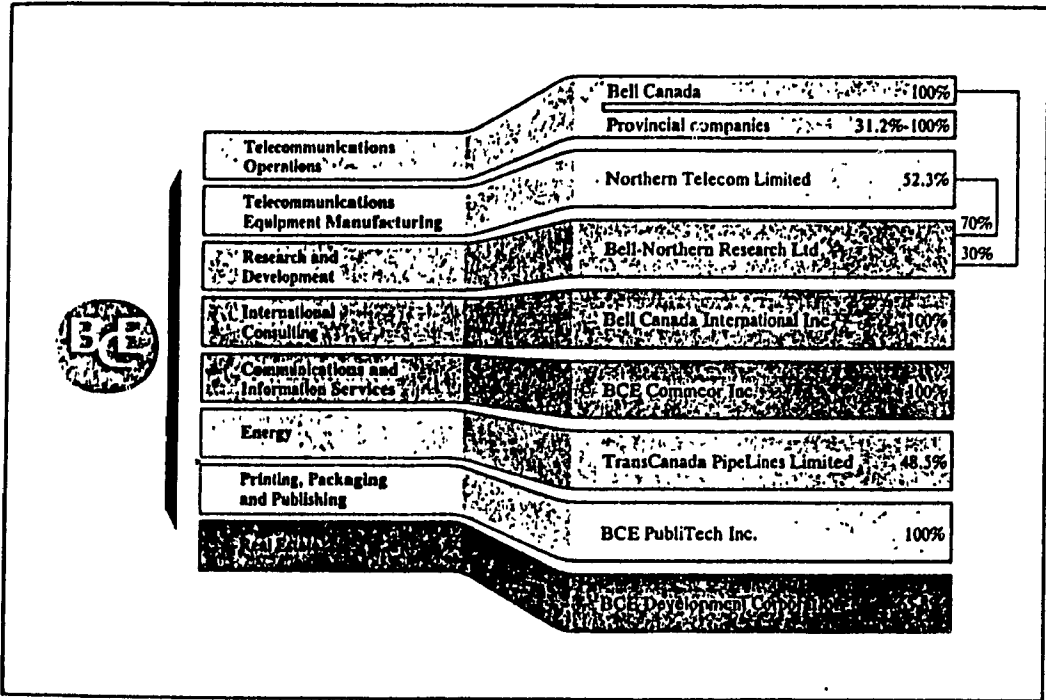 BCE
Telecommunications
Operations
Telecommunications
Equipment Manufacturing
Research and
Development
International
Consulting
Communications and
Information Services
Energy
Printing, Packaging
and Publishing
Bell Canada 100%
Provincial companies 31.2%-100%
Northern Telecom Limited 52.3%
70%
Bell-Northern Research Ltd.
30%
Bell Canada International Inc. 100%
BCE Commcor Inc. 100%
TransCanada PipeLines Limited 48.5%
BCE PubliTech Inc. 100%
BCE Development Corporation